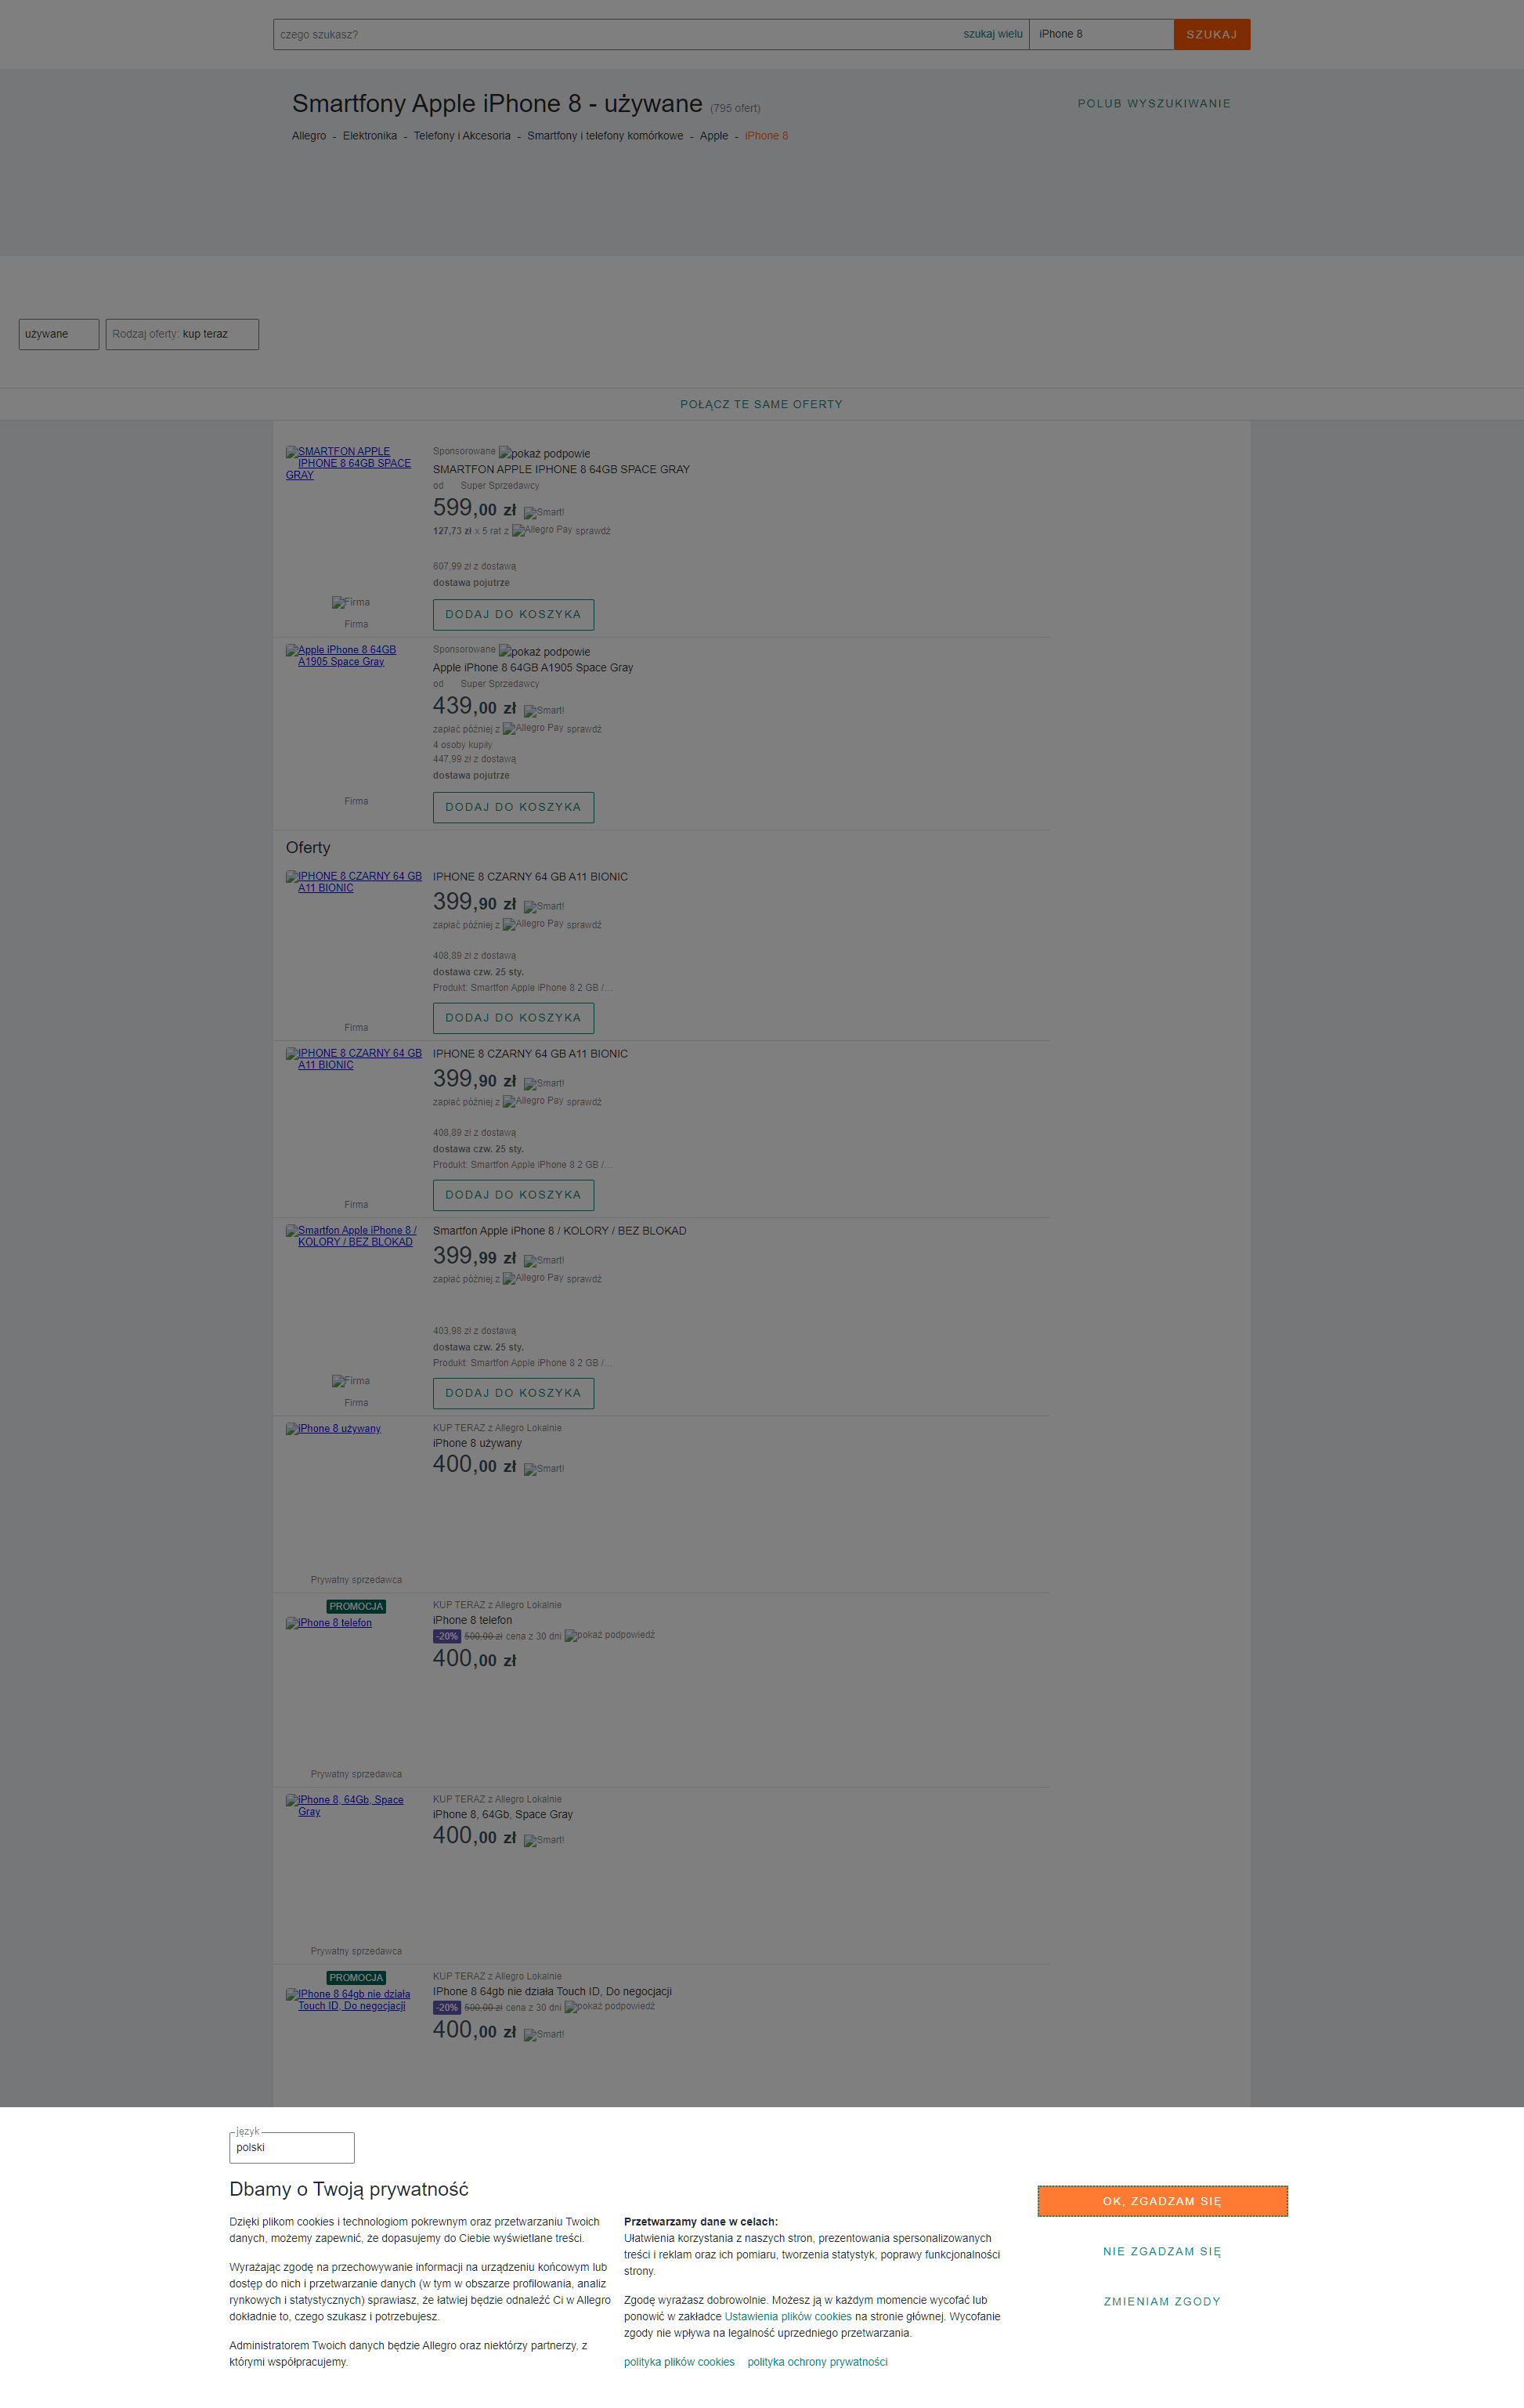 czego szukasz? szukaj wielu iPhone 8 SZUKAJ
Smartfony Apple iPhone 8 - używane (795 ofert) POLUB WYSZUKIWANIE
Allegro - Elektronika - Telefony i Akcesoria - Smartfony i telefony komórkowe - Apple - iPhone 8
używane Rodzaj oferty: kup teraz
POŁĄCZ TE SAME OFERTY
SMARTFON APPLE
IPHONE 8 64GB SPACE
GRAY
Sponsorowane pokaż podpowie
SMARTFON APPLE IPHONE 8 64GB SPACE GRAY
od Super Sprzedawcy
599,00 zł Smart!
127,73 zł x 5 rat z Allegro Pay sprawdź
607,99 zł z dostawą
dostawa pojutrze
Firma
Firma
DODAJ DO KOSZYKA
Apple iPhone 8 64GB
A1905 Space Gray
Sponsorowane pokaż podpowie
Apple iPhone 8 64GB A1905 Space Gray
od Super Sprzedawcy
439,00 zł Smart!
zapłać później z Allegro Pay sprawdź
4 osoby kupiły
447,99 zł z dostawą
dostawa pojutrze
Firma
DODAJ DO KOSZYKA
Oferty
IPHONE 8 CZARNY 64 GB
A11 BIONIC
IPHONE 8 CZARNY 64 GB A11 BIONIC
399,90 zł Smart!
zapłać później z Allegro Pay sprawdź
408,89 zł z dostawą
dostawa czw. 25 sty.
Produkt: Smartfon Apple iPhone 8 2 GB /...
DODAJ DO KOSZYKA
Firma
IPHONE 8 CZARNY 64 GB
A11 BIONIC
IPHONE 8 CZARNY 64 GB A11 BIONIC
399,90 zł Smart!
zapłać później z Allegro Pay sprawdź
408,89 zł z dostawą
dostawa czw. 25 sty.
Produkt: Smartfon Apple iPhone 8 2 GB /...
DODAJ DO KOSZYKA
Firma
Smartfon Apple iPhone 8 /
KOLORY / BEZ BLOKAD
Smartfon Apple iPhone 8 / KOLORY / BEZ BLOKAD
399,99 zł Smart!
zapłać później z Allegro Pay sprawdź
403,98 zł z dostawą
dostawa czw. 25 sty.
Produkt: Smartfon Apple iPhone 8 2 GB /...
Firma
Firma
DODAJ DO KOSZYKA
iPhone 8 używany
KUP TERAZ z Allegro Lokalnie
iPhone 8 używany
400,00 zł Smart!
Prywatny sprzedawca
PROMOCJA
iPhone 8 telefon
KUP TERAZ z Allegro Lokalnie
iPhone 8 telefon
-20% 500,00 zł cena z 30 dni pokaż podpowiedź
400,00 zł
Prywatny sprzedawca
iPhone 8, 64Gb, Space
Gray
KUP TERAZ z Allegro Lokalnie
iPhone 8, 64Gb, Space Gray
400,00 zł Smart!
Prywatny sprzedawca
PROMOCJA
IPhone 8 64gb nie działa
Touch ID, Do negocjacji
KUP TERAZ z Allegro Lokalnie
IPhone 8 64gb nie działa Touch ID, Do negocjacji
-20% 500,00 zł cena z 30 dni pokaż podpowiedź
400,00 zł Smart!
język
polski
Dbamy o Twoją prywatność
Dzięki plikom cookies i technologiom pokrewnym oraz przetwarzaniu Twoich
danych, możemy zapewnić, że dopasujemy do Ciebie wyświetlane treści.
Wyrażając zgodę na przechowywanie informacji na urządzeniu końcowym lub
dostęp do nich i przetwarzanie danych (w tym w obszarze profilowania, analiz
rynkowych i statystycznych) sprawiasz, że łatwiej będzie odnaleźć Ci w Allegro
dokładnie to, czego szukasz i potrzebujesz.
Administratorem Twoich danych będzie Allegro oraz niektórzy partnerzy, z
którymi współpracujemy.
Przetwarzamy dane w celach:
Ułatwienia korzystania z naszych stron, prezentowania spersonalizowanych
treści i reklam oraz ich pomiaru, tworzenia statystyk, poprawy funkcjonalności
strony.
Zgodę wyrażasz dobrowolnie. Możesz ją w każdym momencie wycofać lub
ponowić w zakładce Ustawienia plików cookies na stronie głównej. Wycofanie
zgody nie wpływa na legalność uprzedniego przetwarzania.
polityka plików cookies polityka ochrony prywatności
OK, ZGADZAM SIĘ
NIE ZGADZAM SIĘ
ZMIENIAM ZGODY